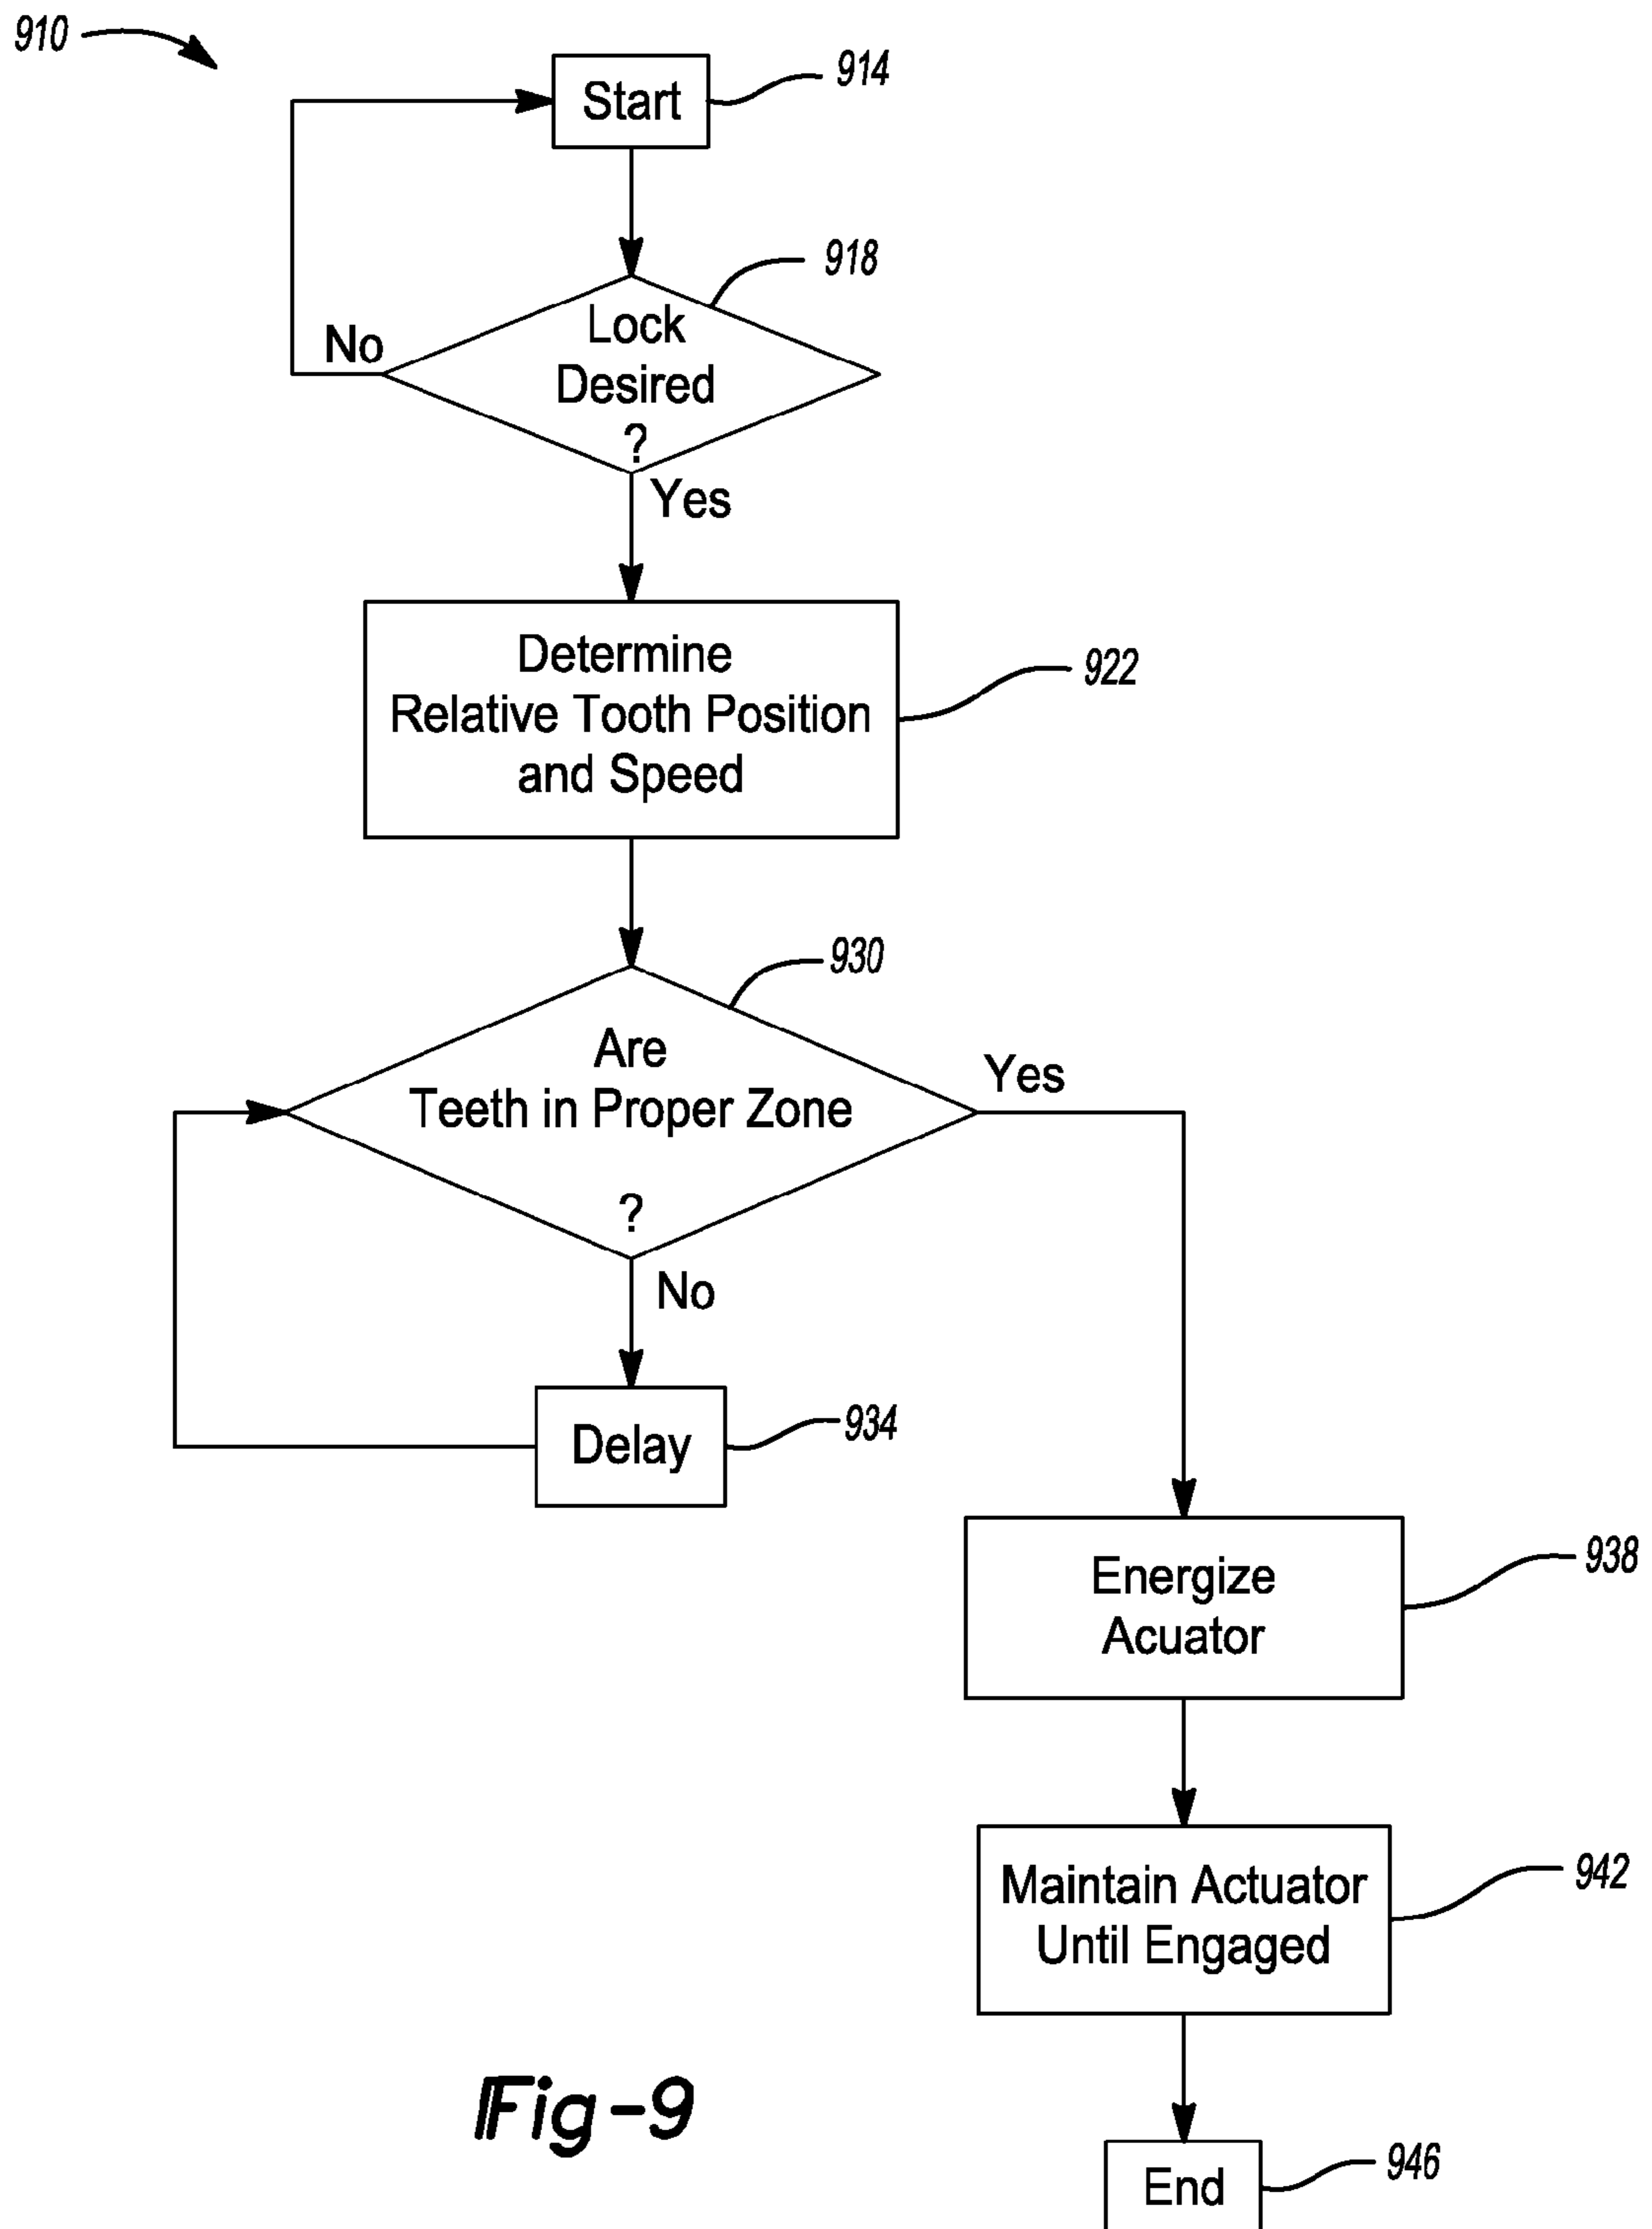 910
Start
914
918
Lock
Desired
?
No
Yes
Determine
Relative Tooth Position
and Speed
922
930
Are
Teeth in Proper Zone
?
Yes
No
Delay
934
Energize
Acuator
938
Maintain Actuator
Until Engaged
942
End
946
Fig-9